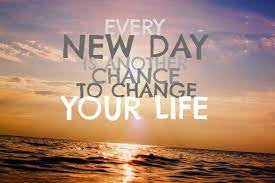 EVERY
NEW DAY
IS ANOTHER
CHANCE
TO CHANGE
YOUR LIFE